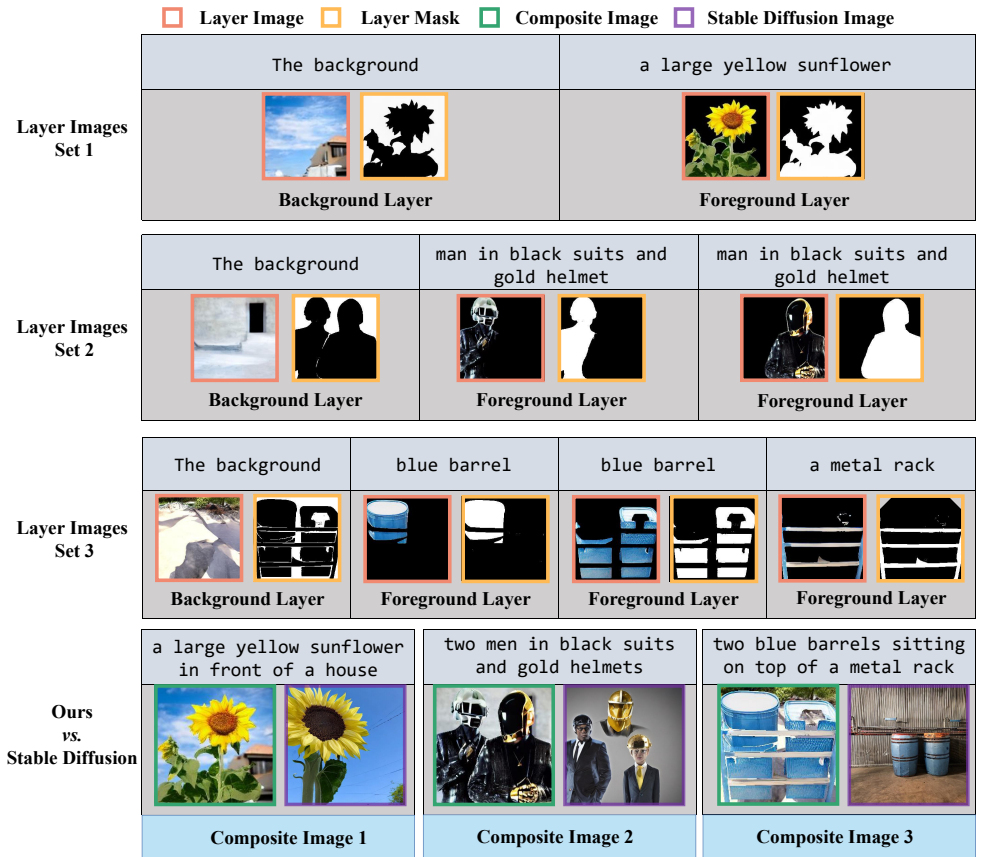 Layer Image Layer Mask Composite Image Stable Diffusion Image
The background a large yellow sunflower
Layer Images
Set 1
Background Layer Foreground Layer
The background man in black suits and
gold helmet man in black suits and
gold helmet
Layer Images
Set 2
Background Layer Foreground Layer Foreground Layer
The background blue barrel blue barrel a metal rack
Layer Images
Set 3
Background Layer Foreground Layer Foreground Layer Foreground Layer
a large yellow sunflower
in front of a house
two men in black suits
and gold helmets
two blue barrels sitting
on top of a metal rack
Ours
vs.
Stable Diffusion
Composite Image 1 Composite Image 2 Composite Image 3